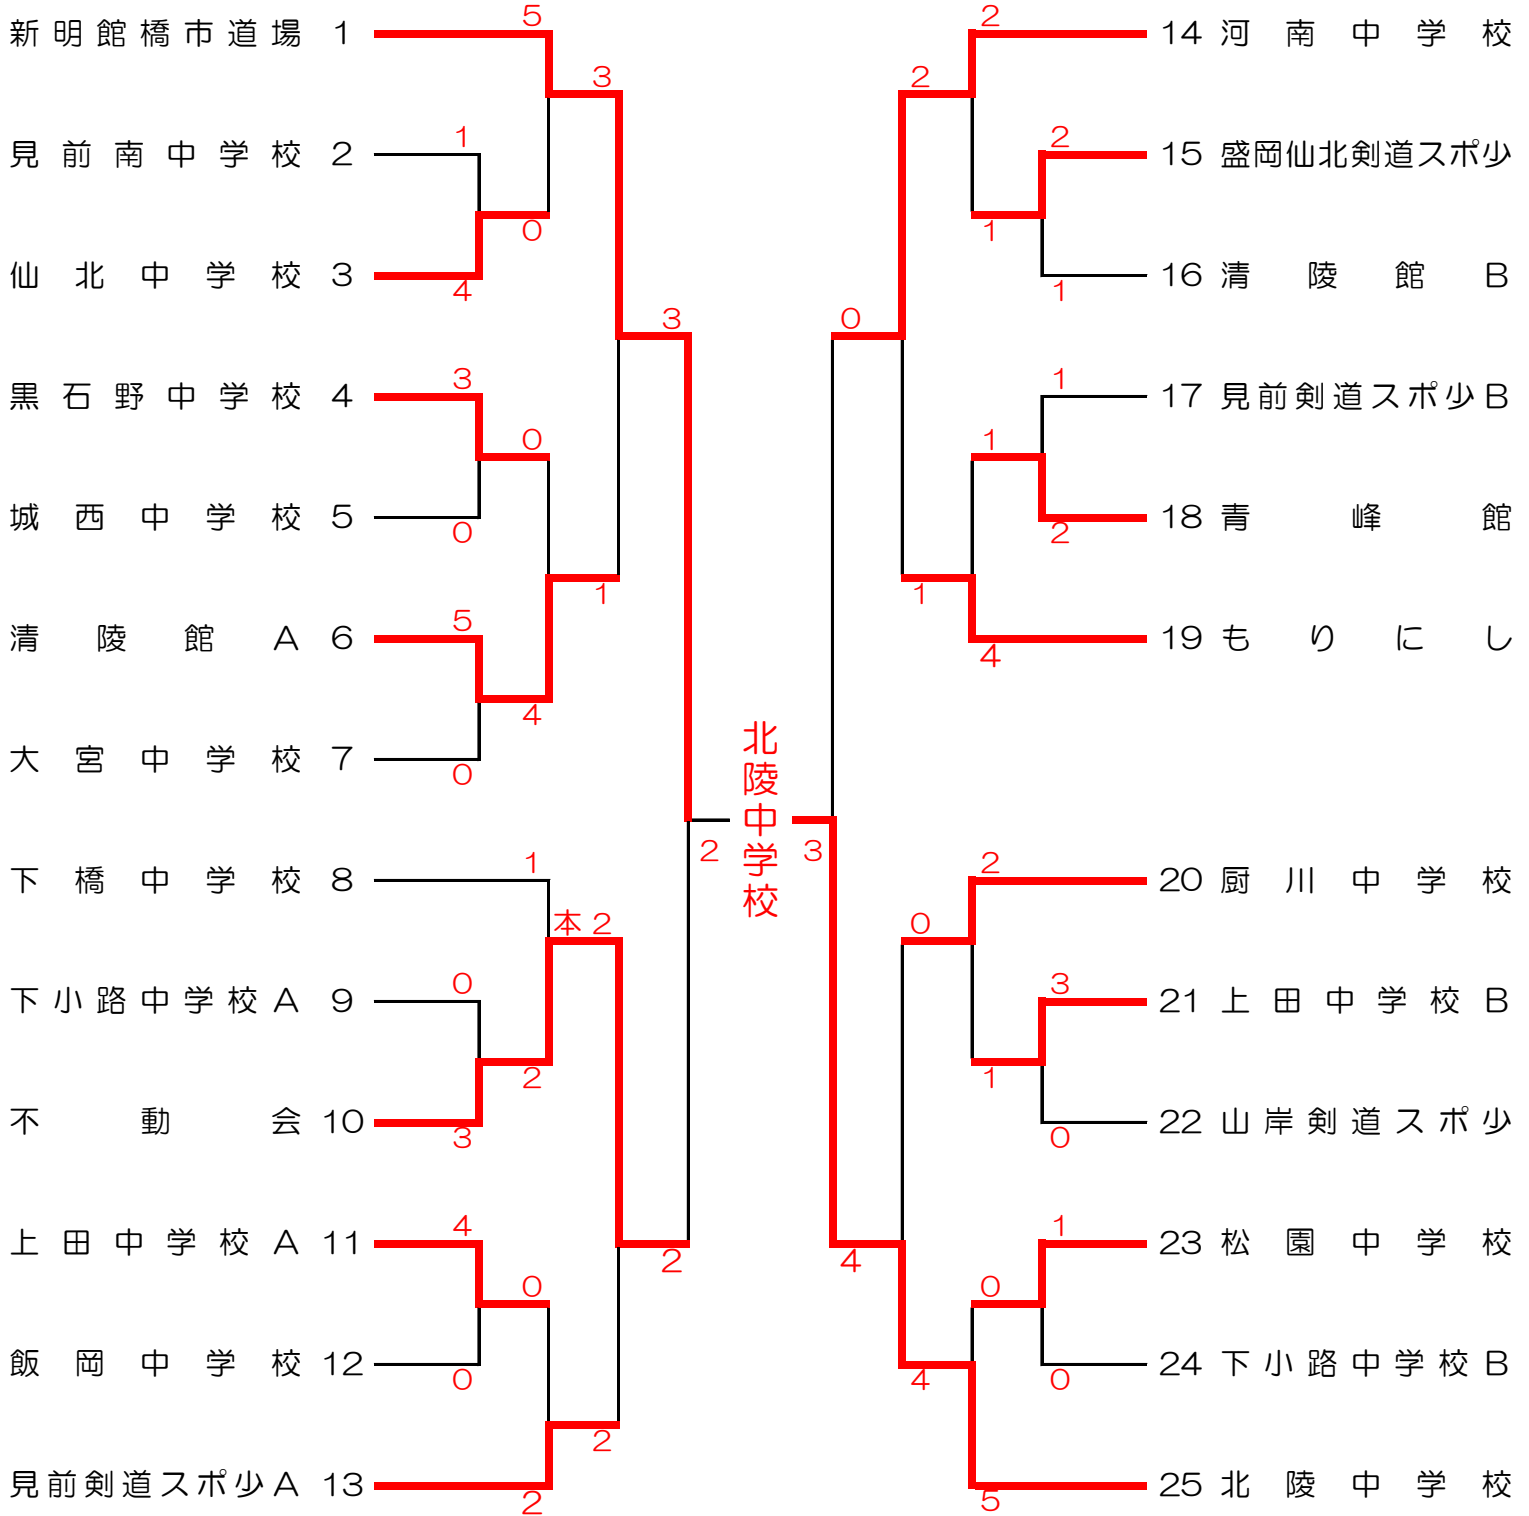 新明館橋市道場 1
5
3
見前南中学校 2
1
0
仙北中学校 3
4
3
黒石野中学校 4
3
0
城西中学校 5
0
1
清陵館A 6
5
4
大宮中学校 7
0
下橋中学校 8
1
本2
下小路中学校A 9
0
2
不動会 10
3
2
上田中学校A 11
4
0
飯岡中学校 12
0
2
見前剣道スポ少A 13
2
2
北陵中学校
3
2
14 河南中学校
2
2
15 盛岡仙北剣道スポ少
1
1
16 清陵館B
0
1
17 見前剣道スポ少B
1
2
18 青峰館
1
4
19 もりにし
2
20 厨川中学校
0
3
21 上田中学校B
1
0
22 山岸剣道スポ少
4
1
23 松園中学校
0
4
0
24 下小路中学校B
5
25 北陵中学校